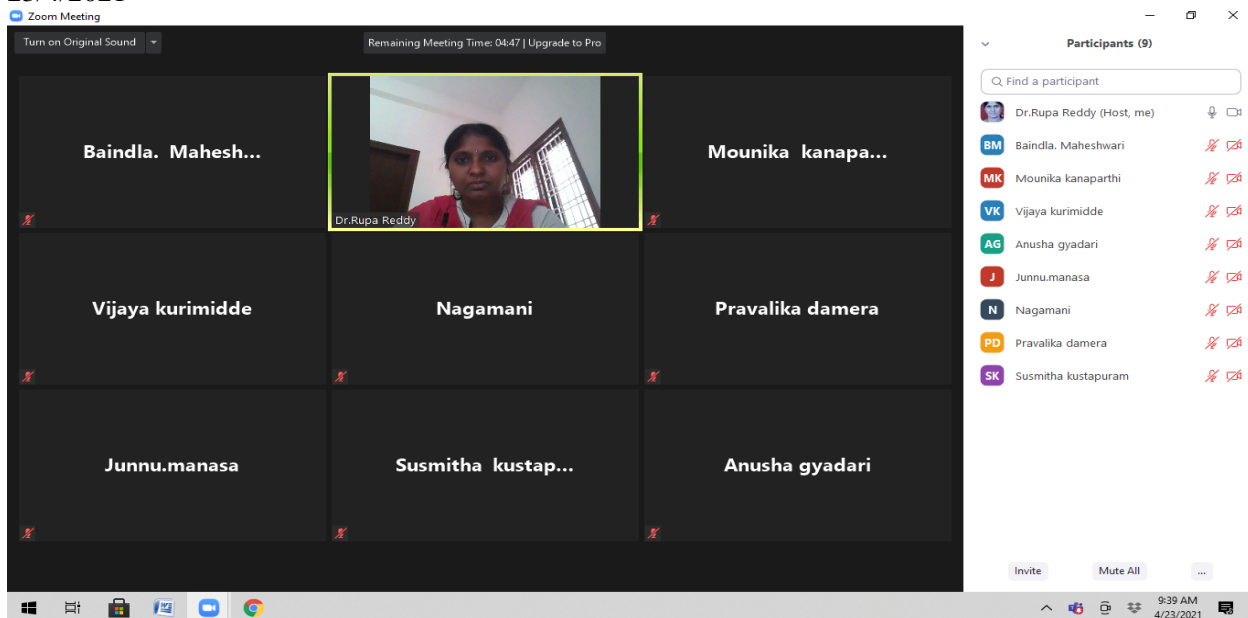 Zoom Meeting
Turn on Original Sound
Remaining Meeting Time: 04:47 | Upgrade to Pro
Participants (9)
Find a participant
Baindla. Mahesh...
Dr.Rupa Reddy
Mounika kanapa...
Vijaya kurimidde
Nagamani
Pravalika damera
Junnu.manasa
Susmitha kustap...
Anusha gyadari
Dr.Rupa Reddy (Host, me)
BM Baindla. Maheshwari
MK Mounika kanaparthi
VK Vijaya kurimidde
AG Anusha gyadari
J Junnu.manasa
N Nagamani
PD Pravalika damera
SK Susmitha kustapuram
Invite Mute All ...
9:39 AM
4/23/2021